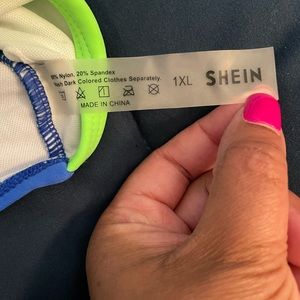 Nylon, 20% Spandex
Dark Colored Clothes Separately.
MADE IN CHINA
1XL SHEIN